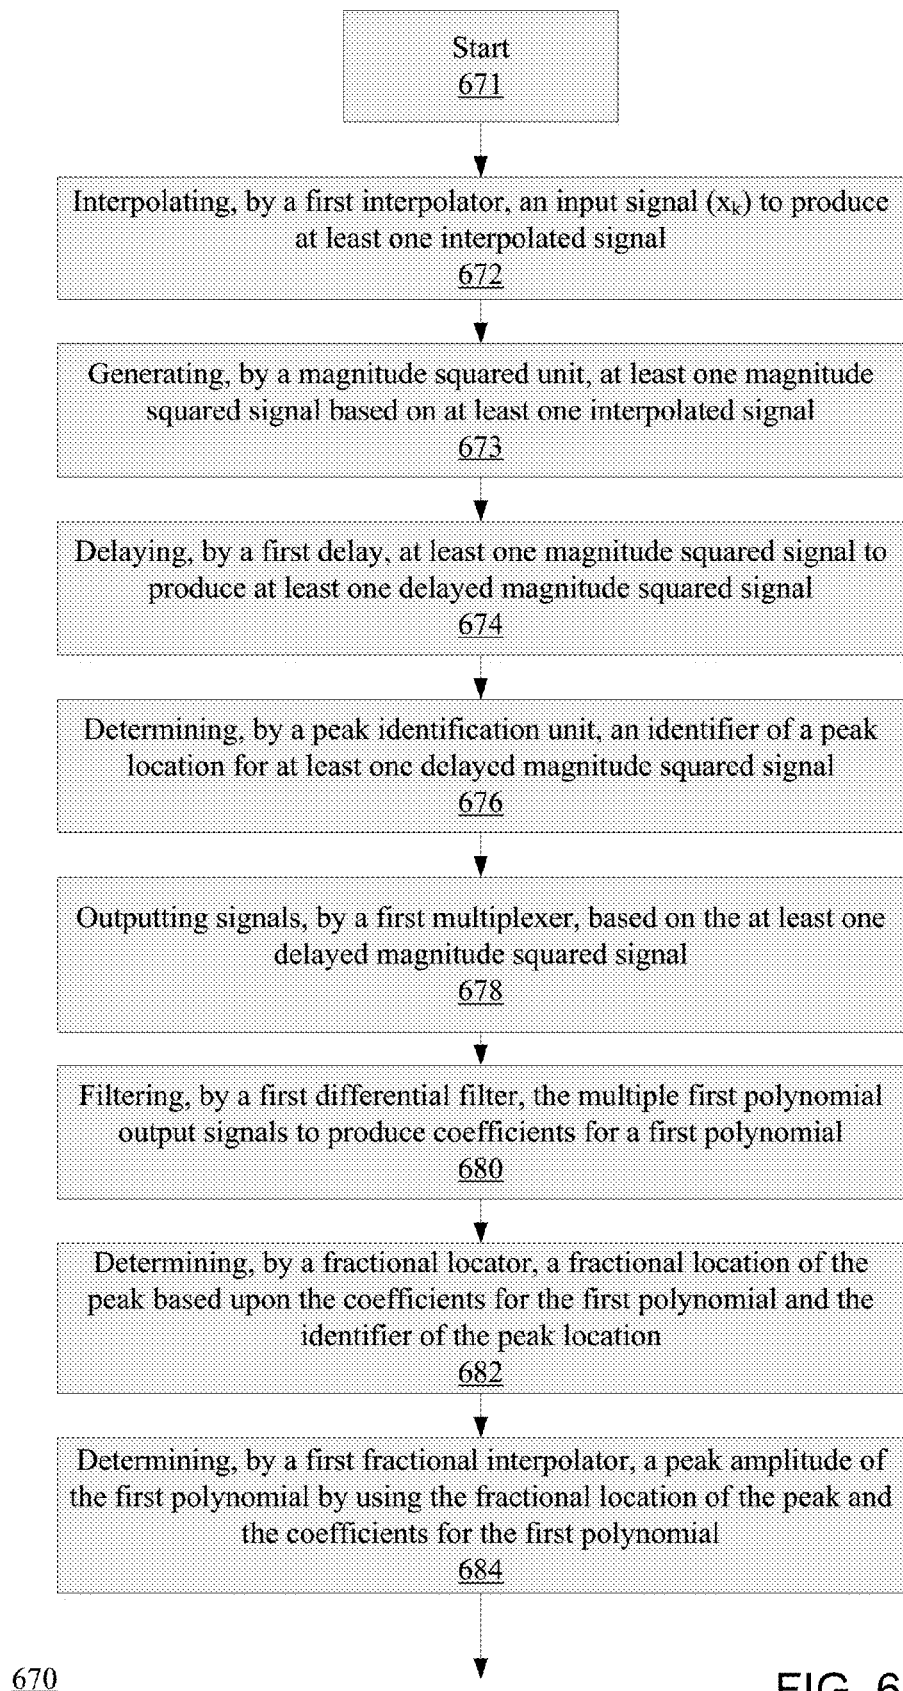 Start
671
Interpolating, by a first interpolator, an input signal (xₖ) to produce
at least one interpolated signal
672
Generating, by a magnitude squared unit, at least one magnitude
squared signal based on at least one interpolated signal
673
Delaying, by a first delay, at least one magnitude squared signal to
produce at least one delayed magnitude squared signal
674
Determining, by a peak identification unit, an identifier of a peak
location for at least one delayed magnitude squared signal
676
Outputting signals, by a first multiplexer, based on the at least one
delayed magnitude squared signal
678
Filtering, by a first differential filter, the multiple first polynomial
output signals to produce coefficients for a first polynomial
680
Determining, by a fractional locator, a fractional location of the
peak based upon the coefficients for the first polynomial and the
identifier of the peak location
682
Determining, by a first fractional interpolator, a peak amplitude of
the first polynomial by using the fractional location of the peak and
the coefficients for the first polynomial
684
670
FIG. 6